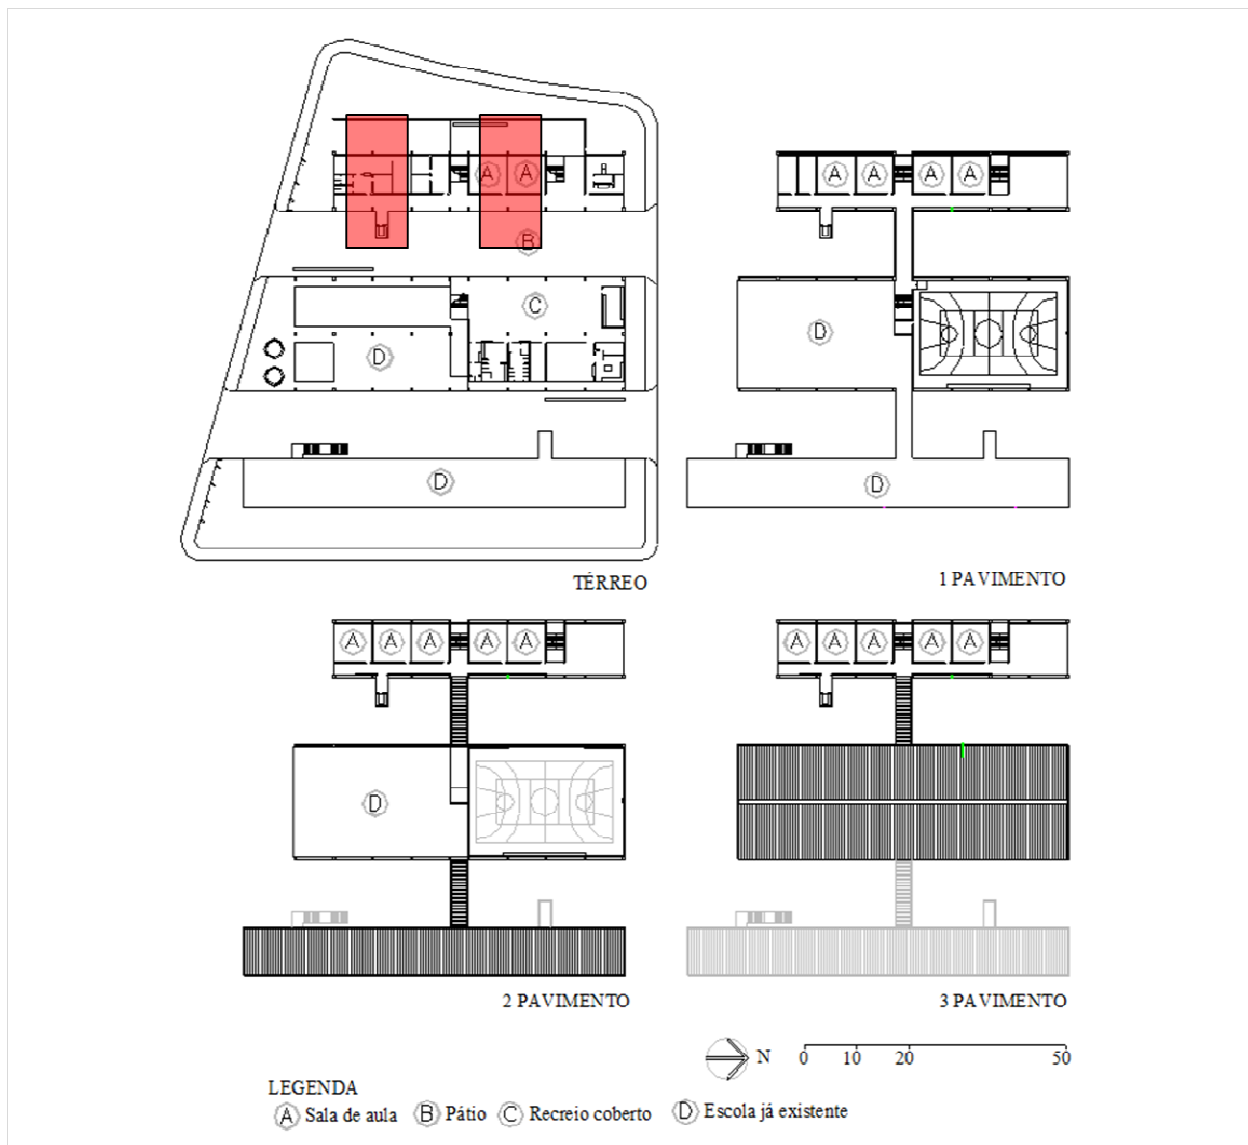 A A
A A A A
B
C
D
D
D
D
D
TÉRREO
1 PAVIMENTO
A A A A A
A A A A A
D
2 PAVIMENTO
3 PAVIMENTO
N 0 10 20 50
LEGENDA
A Sala de aula B Pátio C Recreio coberto D Escola já existente